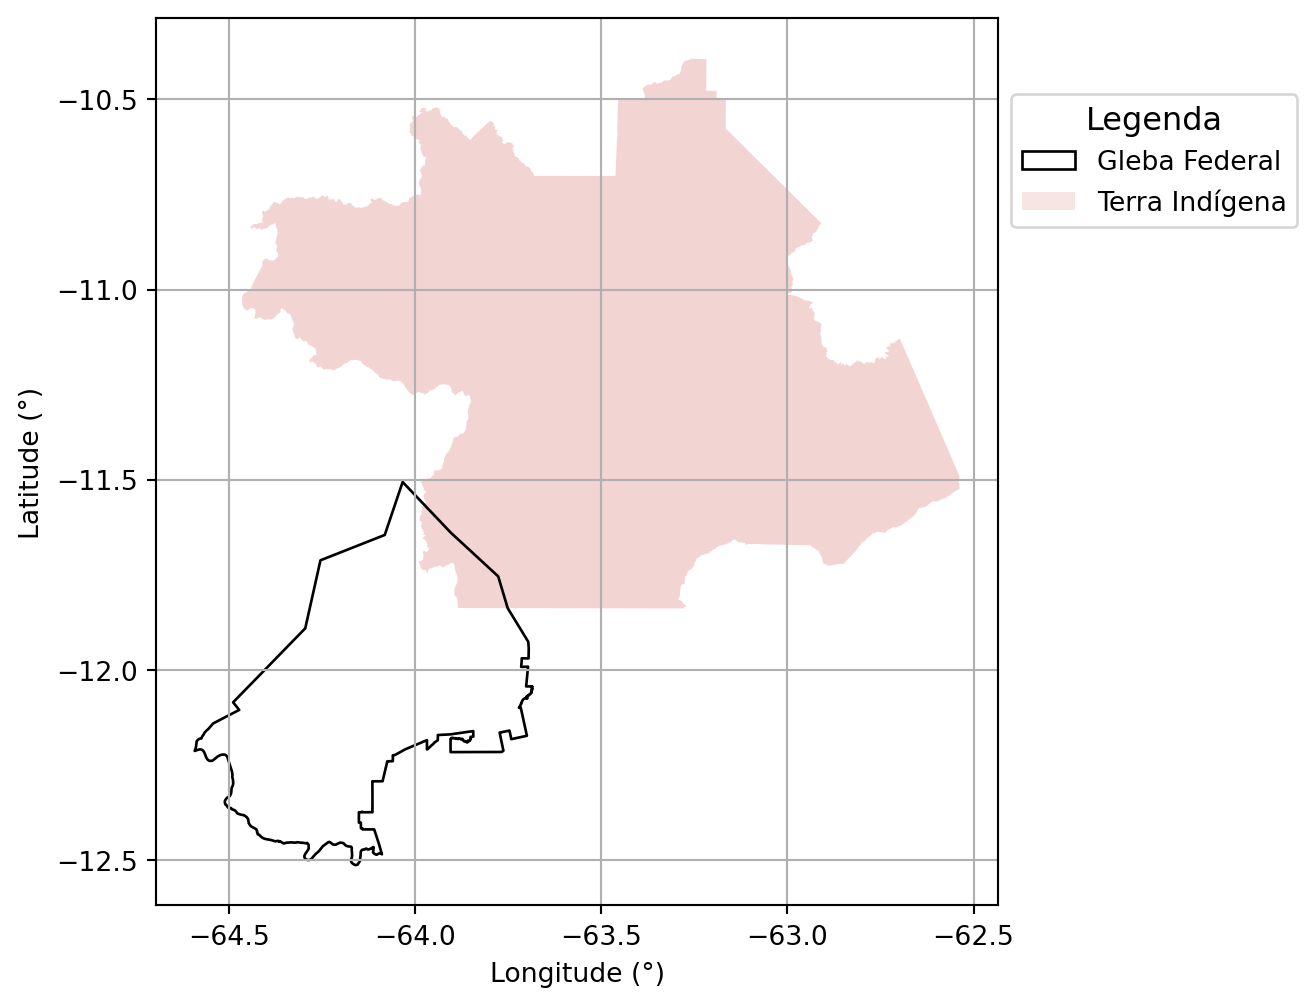 −10.5
−11.0
−11.5
−12.0
−12.5
Latitude (°)
−64.5
−64.0
−63.5
−63.0
−62.5
Longitude (°)
Legenda
Gleba Federal
Terra Indígena